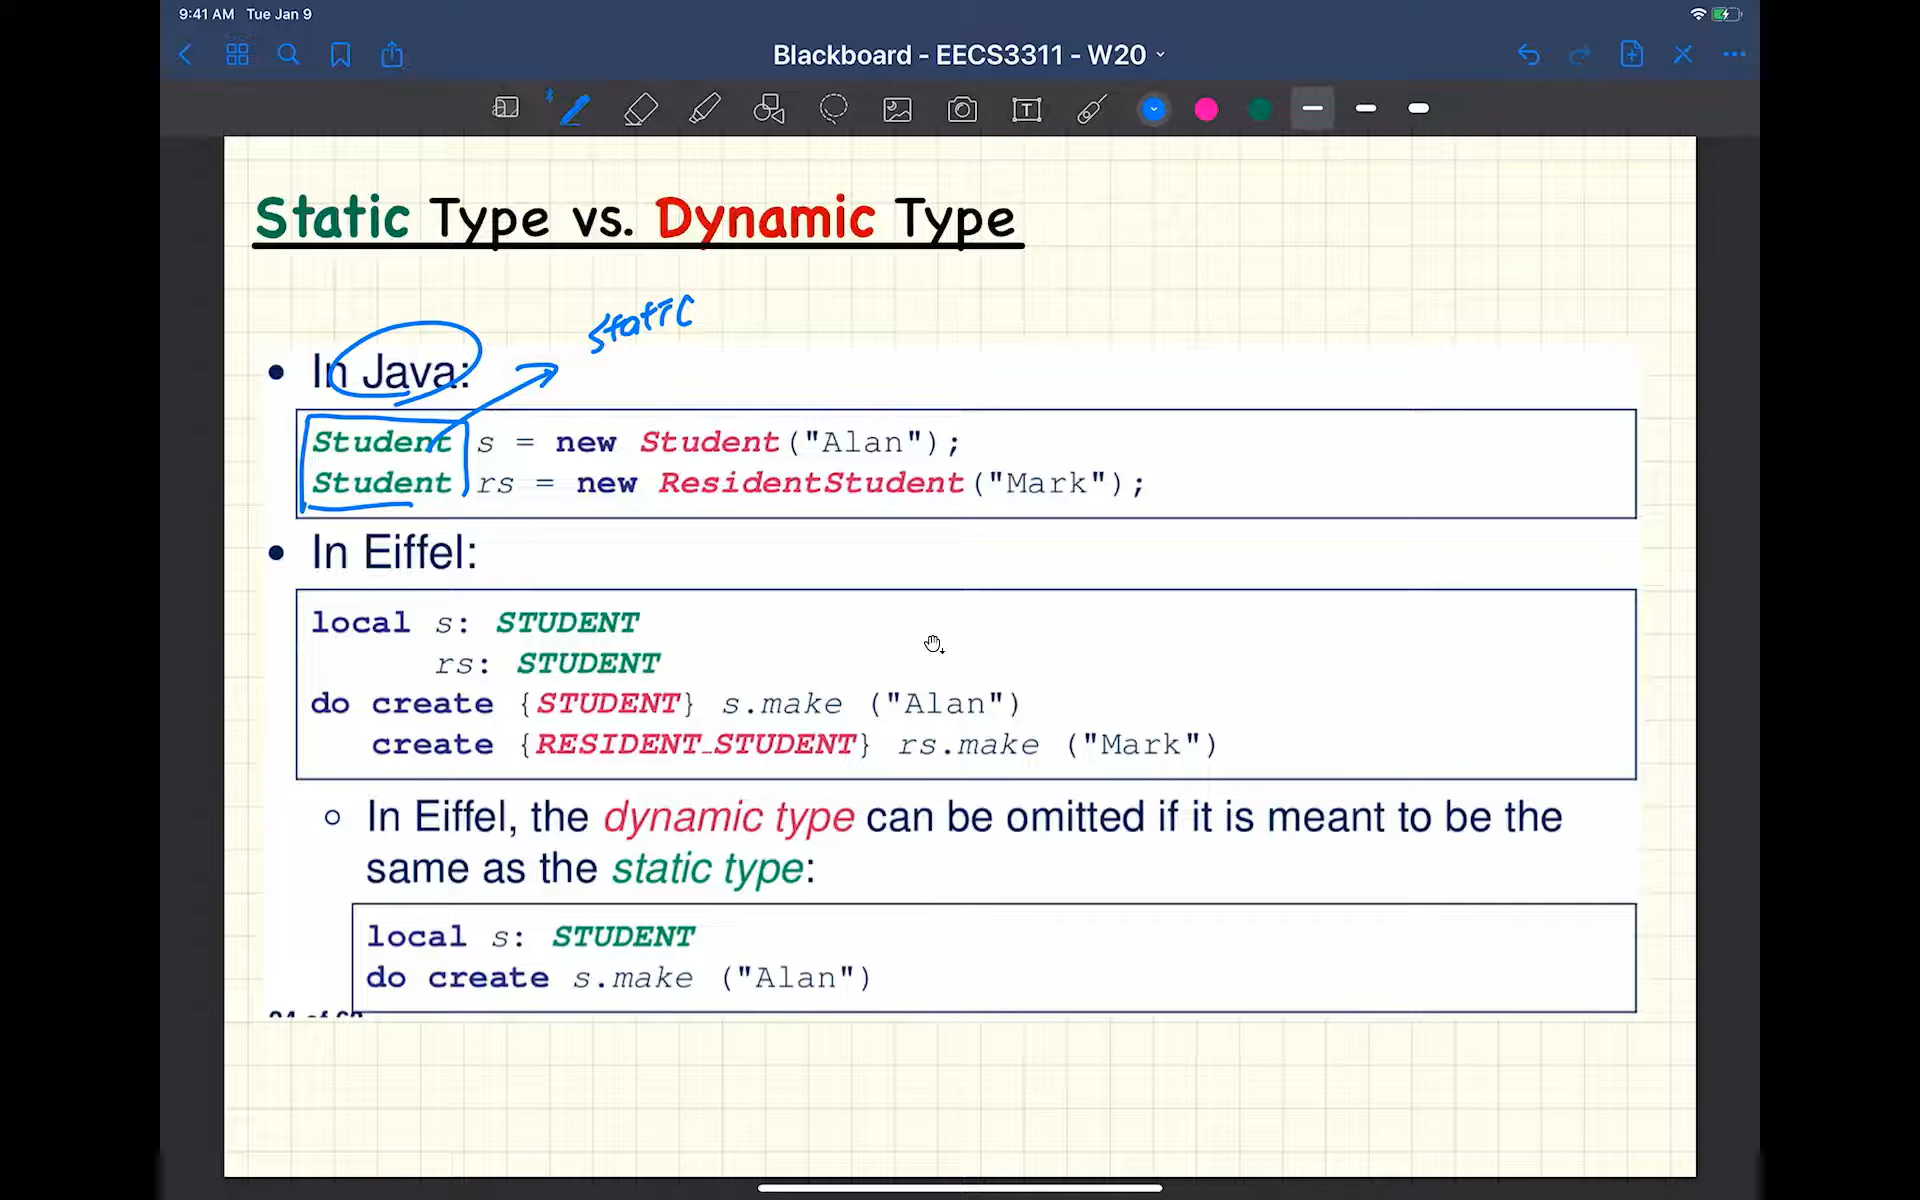 9:41 AM Tue Jan 9
Blackboard - EECS3311 - W20
Static Type vs. Dynamic Type
static
• In Java:
Student s = new Student("Alan");
Student rs = new ResidentStudent("Mark");
• In Eiffel:
local s: STUDENT
rs: STUDENT
do create {STUDENT} s.make ("Alan")
create {RESIDENT_STUDENT} rs.make ("Mark")
○ In Eiffel, the dynamic type can be omitted if it is meant to be the
same as the static type:
local s: STUDENT
do create s.make ("Alan")